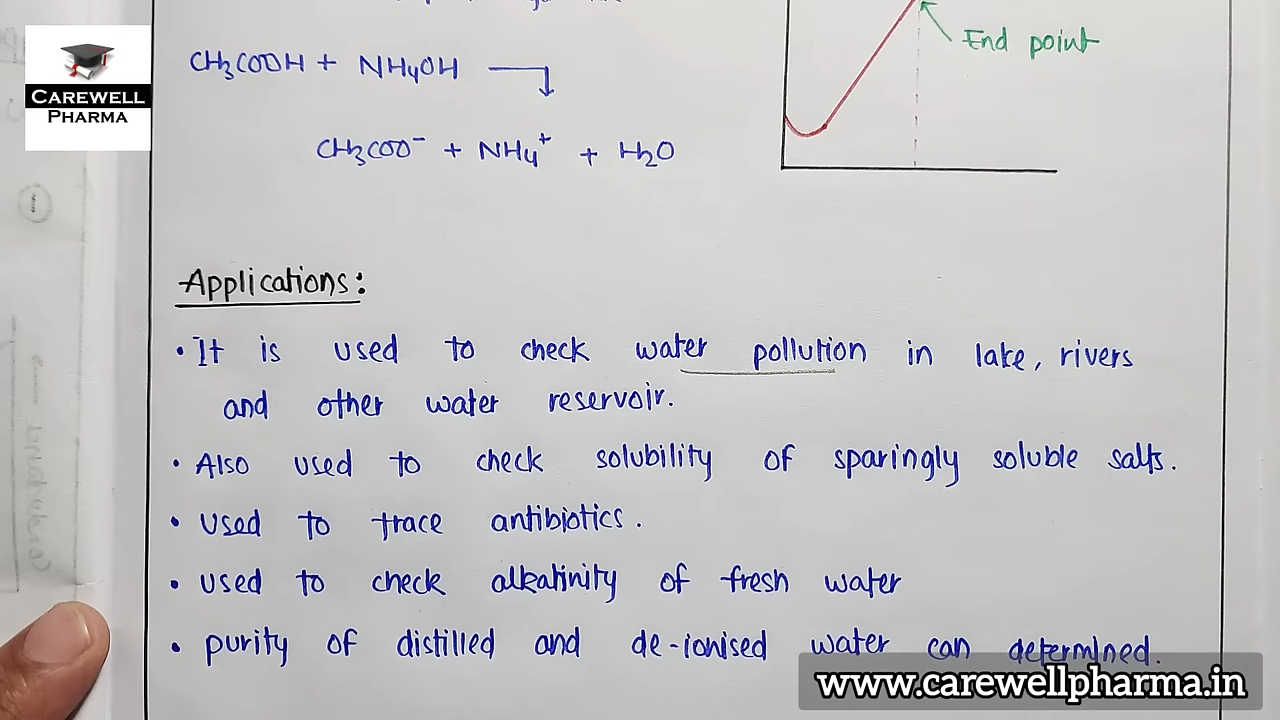 CAREWELL
PHARMA
CH3COOH + NH4OH
CH3COO⁻ + NH4⁺ + H2O
End point
Applications:
• It is used to check water pollution in lake, rivers
and other water reservoir.
• Also used to check solubility of sparingly soluble salts.
• used to trace antibiotics.
• used to check alkatinity of fresh water
• purity of distilled and de-ionised water can determined.
www.carewellpharma.in